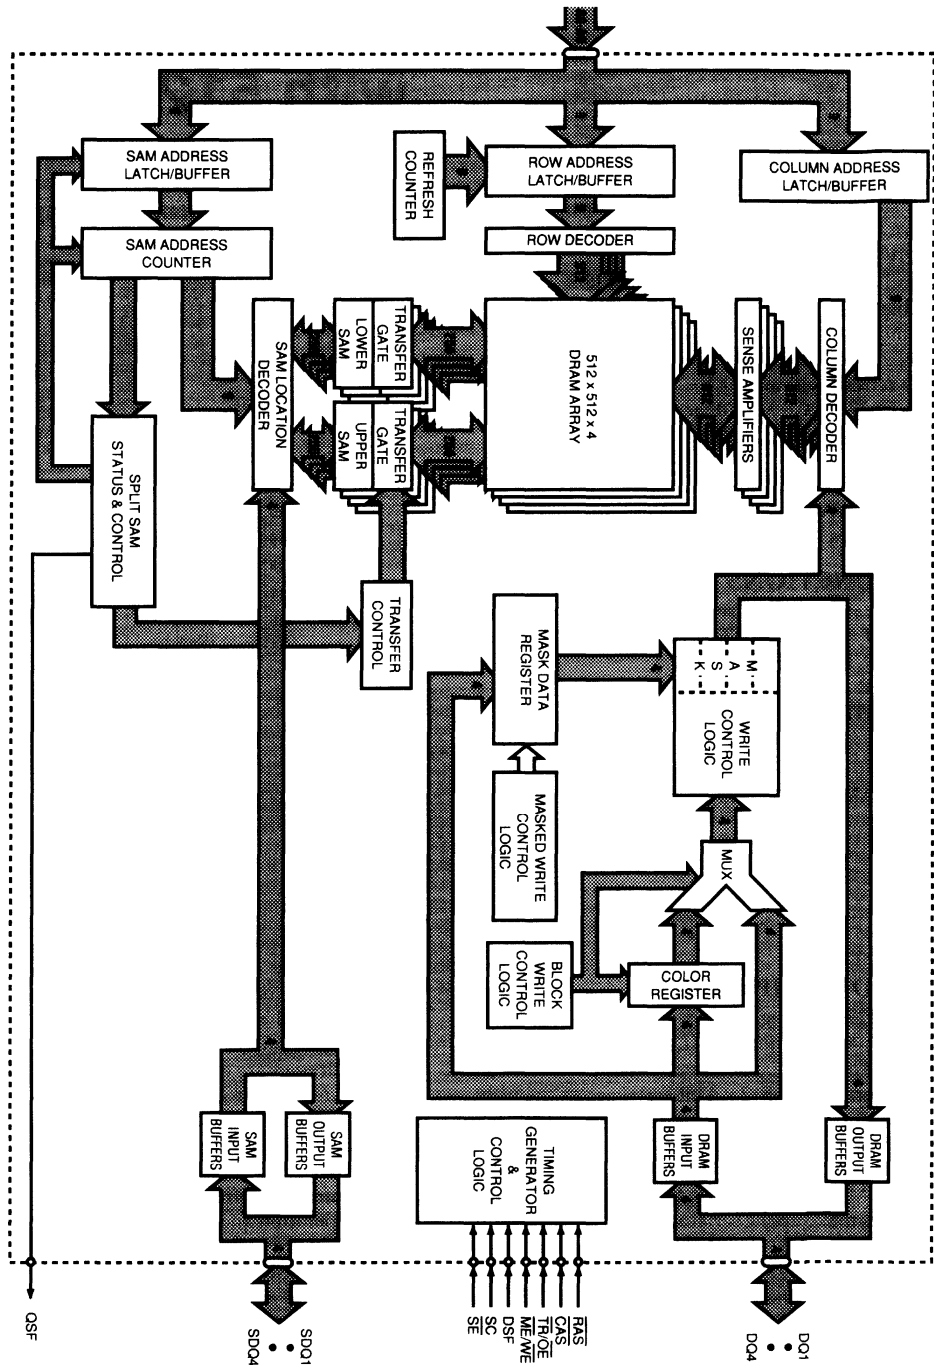 SAM ADDRESS
LATCH/BUFFER
SAM ADDRESS
COUNTER
REFRESH
COUNTER
ROW ADDRESS
LATCH/BUFFER
ROW DECODER
COLUMN ADDRESS
LATCH/BUFFER
SAM LOCATION
DECODER
LOWER
SAM
TRANSFER
GATE
UPPER
SAM
TRANSFER
GATE
512 x 512 x 4
DRAM ARRAY
SENSE AMPLIFIERS
COLUMN DECODER
SPLIT SAM
STATUS & CONTROL
TRANSFER
CONTROL
MASK DATA
REGISTER
M
A
S
K
WRITE
CONTROL
LOGIC
MASKED WRITE
CONTROL
LOGIC
MUX
BLOCK
WRITE
CONTROL
LOGIC
COLOR
REGISTER
SAM
INPUT
BUFFERS
SAM
OUTPUT
BUFFERS
TIMING
GENERATOR
&
CONTROL
LOGIC
DRAM
INPUT
BUFFERS
DRAM
OUTPUT
BUFFERS
QSF
SDQ1
SDQ4
RAS
CAS
TR/OE
ME/WE
DSF
SC
SE
DQ1
DQ4